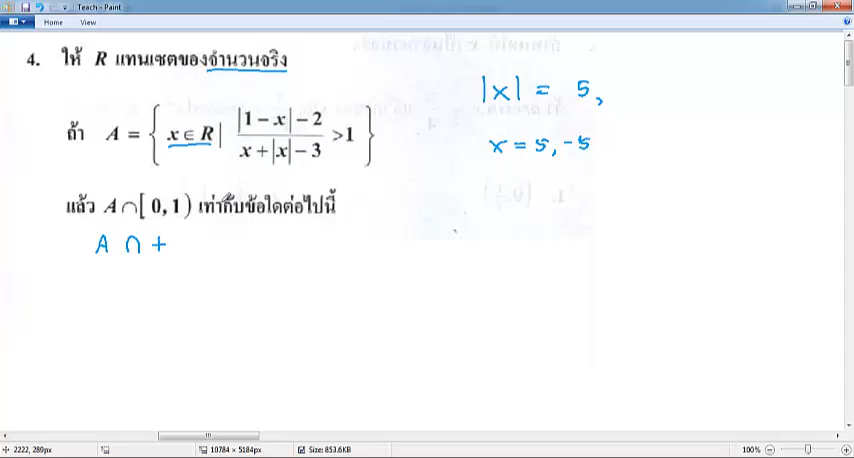 Teach - Paint
Home View
4. ให้ R แทนเซตของจำนวนจริง
|x| = 5,
ถ้า A = { x ∈ R | |1 − x| − 2 / x + |x| − 3 > 1 }
x = 5, -5
แล้ว A ∩ [ 0, 1 ) เท่ากับข้อใดต่อไปนี้
A ∩ +
2222, 289px 10784 × 5184px Size: 853.6KB 100%